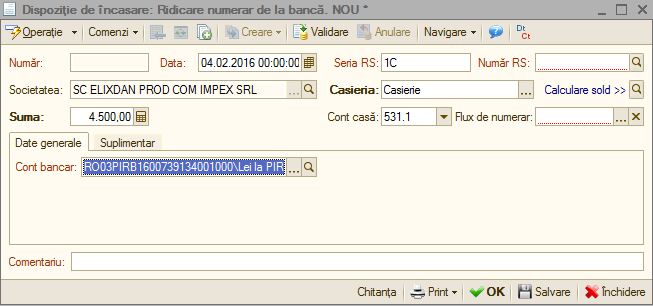 Dispoziție de încasare: Ridicare numerar de la bancă. NOU *
Operație Comenzi Creare Validare Anulare Navigare ? Dt Ct
Număr: Data: 04.02.2016 00:00:00 Seria RS: 1C Număr RS:
Societatea: SC ELIXDAN PROD COM IMPEX SRL ... Casieria: Casierie ... Calculare sold >>
Suma: 4.500,00 Cont casă: 531.1 Flux de numerar: ...
Date generale Suplimentar
Cont bancar: RO03PIRB1600739134001000\Lei la PIR ...
Comentariu:
Chitanța Print OK Salvare Închidere